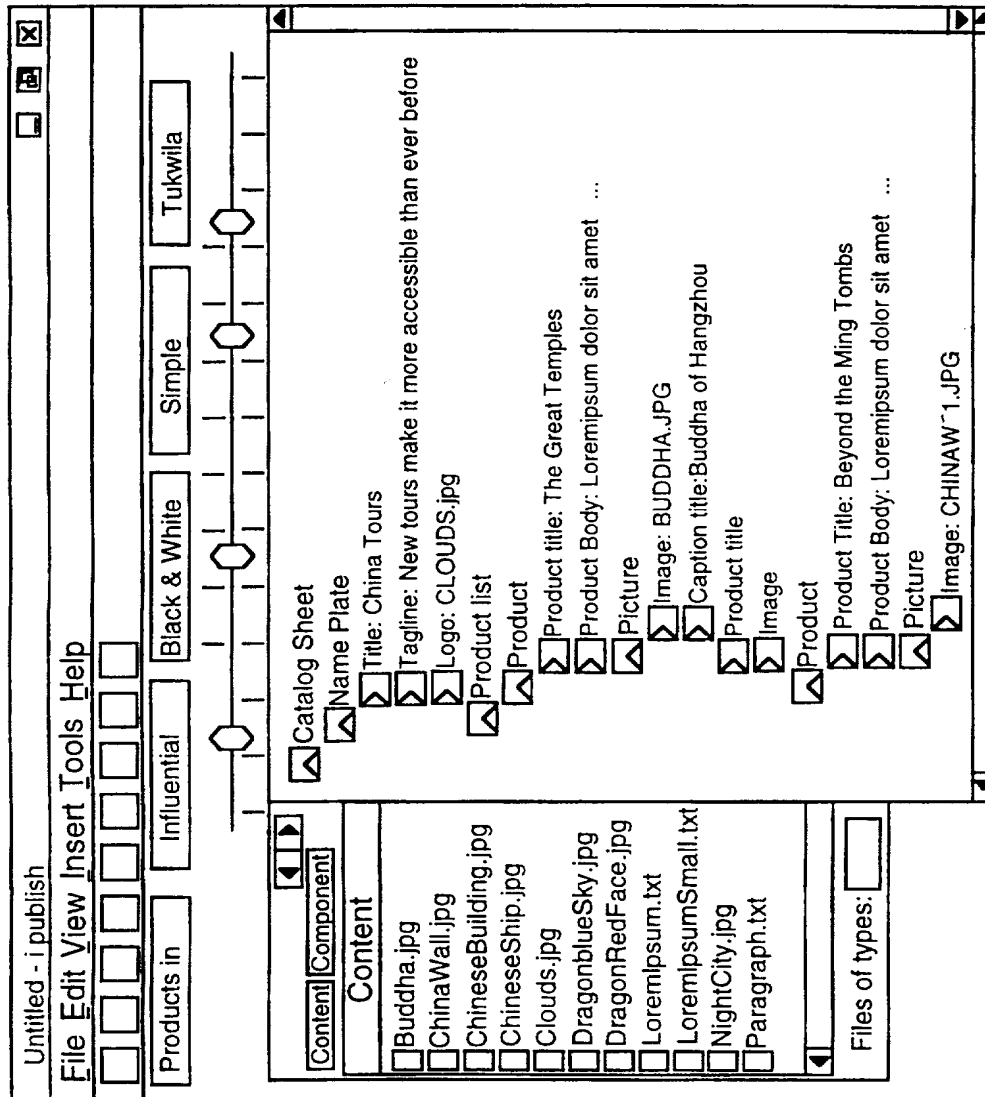 Untitled - i publish
File Edit View Insert Tools Help
Products in
Influential
Black & White
Simple
Tukwila
Content
Component
Content
Buddha.jpg
ChinaWall.jpg
ChineseBuilding.jpg
ChineseShip.jpg
Clouds.jpg
DragonblueSky.jpg
DragonRedFace.jpg
LoremIpsum.txt
LoremIpsumSmall.txt
NightCity.jpg
Paragraph.txt
Files of types:
Catalog Sheet
Name Plate
Title: China Tours
Tagline: New tours make it more accessible than ever before
Logo: CLOUDS.jpg
Product list
Product
Product title: The Great Temples
Product Body: Loremipsum dolor sit amet ...
Picture
Image: BUDDHA.JPG
Caption title:Buddha of Hangzhou
Product title
Image
Product
Product Title: Beyond the Ming Tombs
Product Body: Loremipsum dolor sit amet ...
Picture
Image: CHINAW~1.JPG